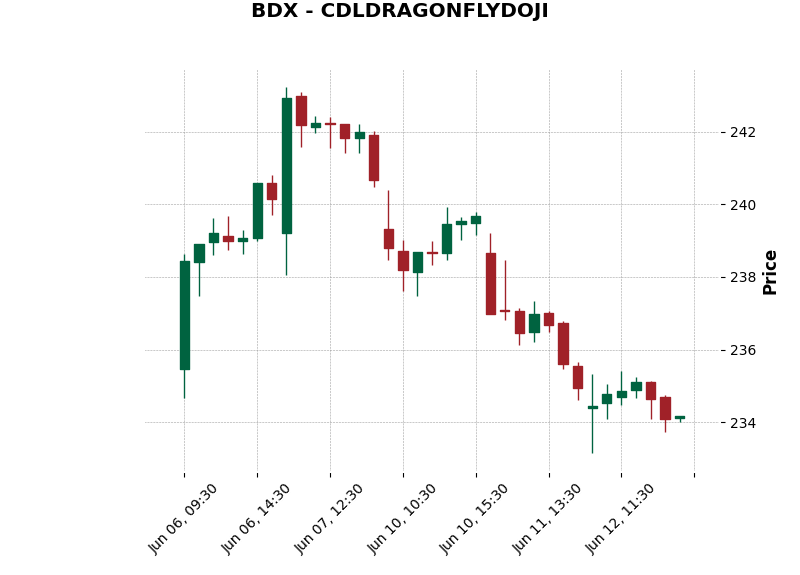 BDX - CDLDRAGONFLYDOJI
242
240
238
236
234
Price
Jun 06, 09:30
Jun 06, 14:30
Jun 07, 12:30
Jun 10, 10:30
Jun 10, 15:30
Jun 11, 13:30
Jun 12, 11:30